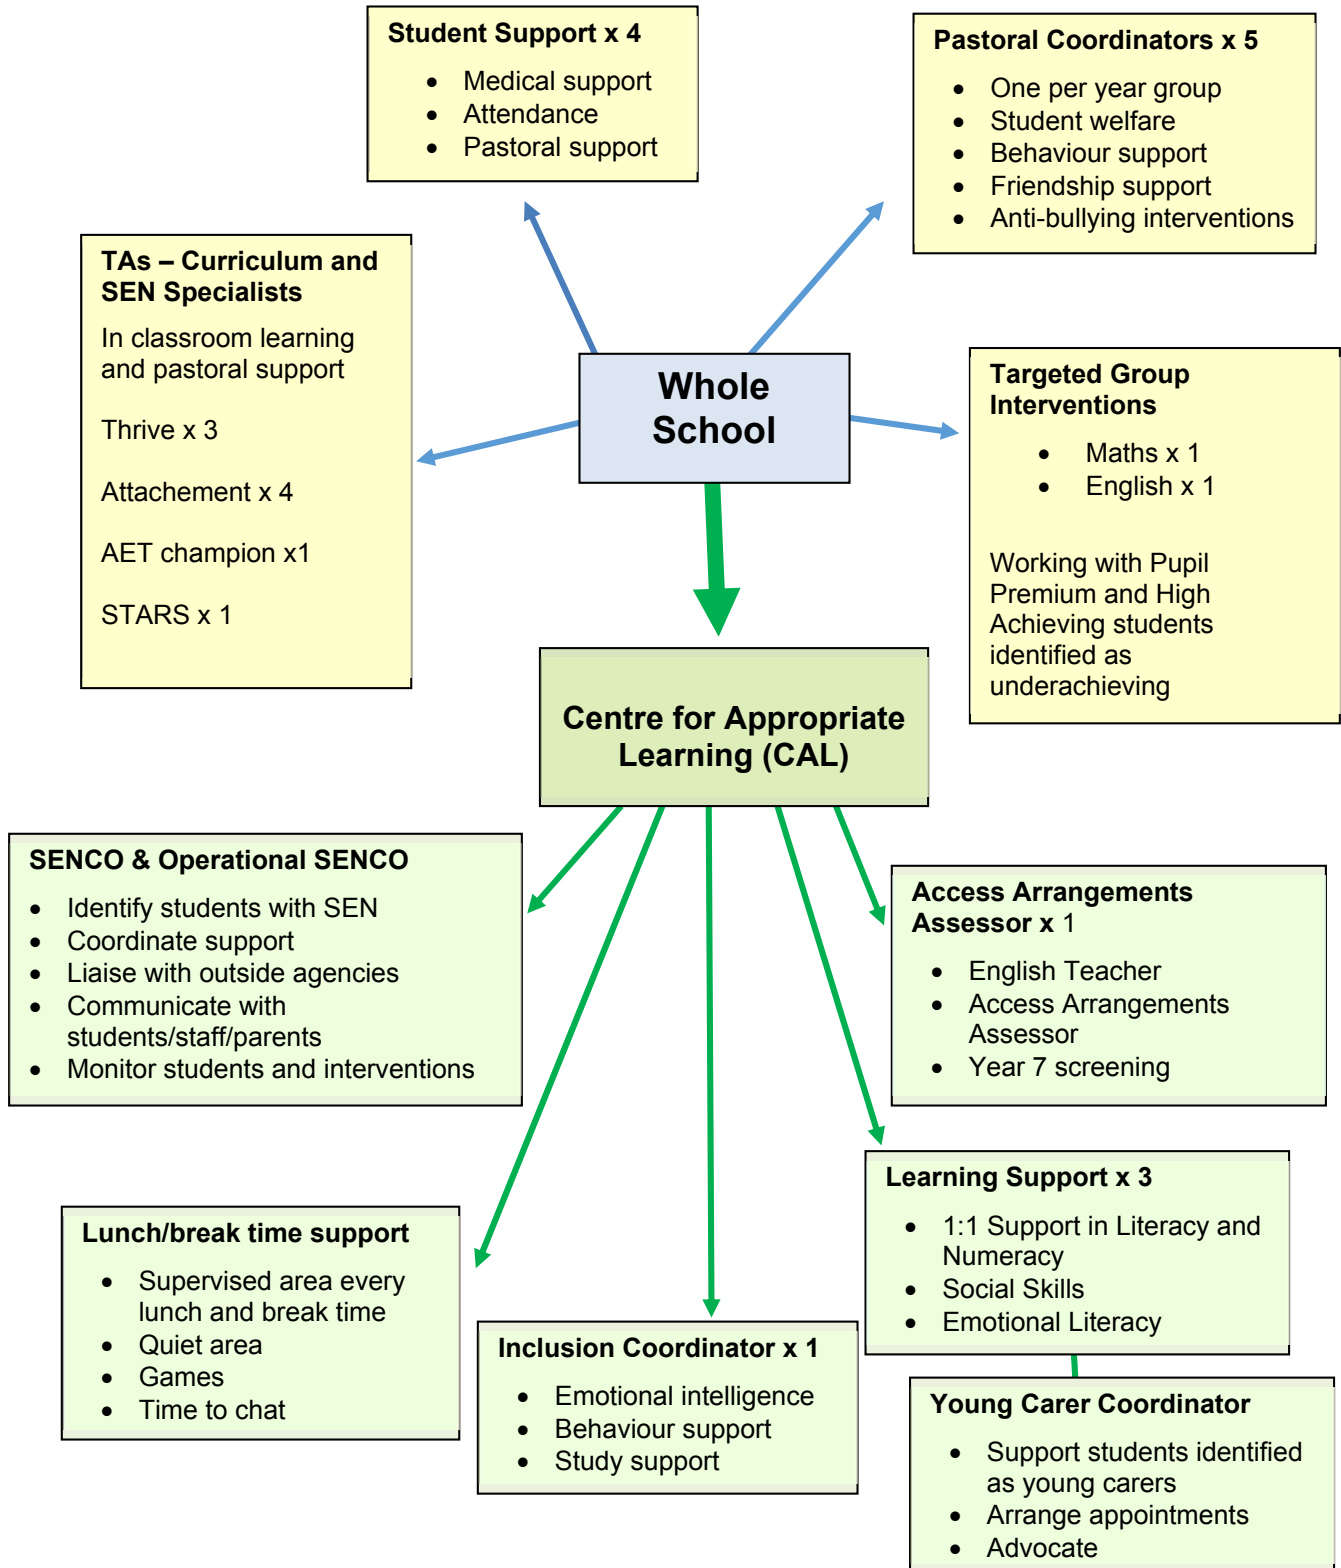 Student Support x 4
• Medical support
• Attendance
• Pastoral support
Pastoral Coordinators x 5
• One per year group
• Student welfare
• Behaviour support
• Friendship support
• Anti-bullying interventions
TAs – Curriculum and
SEN Specialists
In classroom learning
and pastoral support
Thrive x 3
Attachement x 4
AET champion x1
STARS x 1
Whole
School
Targeted Group
Interventions
• Maths x 1
• English x 1
Working with Pupil
Premium and High
Achieving students
identified as
underachieving
Centre for Appropriate
Learning (CAL)
SENCO & Operational SENCO
• Identify students with SEN
• Coordinate support
• Liaise with outside agencies
• Communicate with
students/staff/parents
• Monitor students and interventions
Access Arrangements
Assessor x 1
• English Teacher
• Access Arrangements
Assessor
• Year 7 screening
Learning Support x 3
• 1:1 Support in Literacy and
Numeracy
• Social Skills
• Emotional Literacy
Lunch/break time support
• Supervised area every
lunch and break time
• Quiet area
• Games
• Time to chat
Inclusion Coordinator x 1
• Emotional intelligence
• Behaviour support
• Study support
Young Carer Coordinator
• Support students identified
as young carers
• Arrange appointments
• Advocate